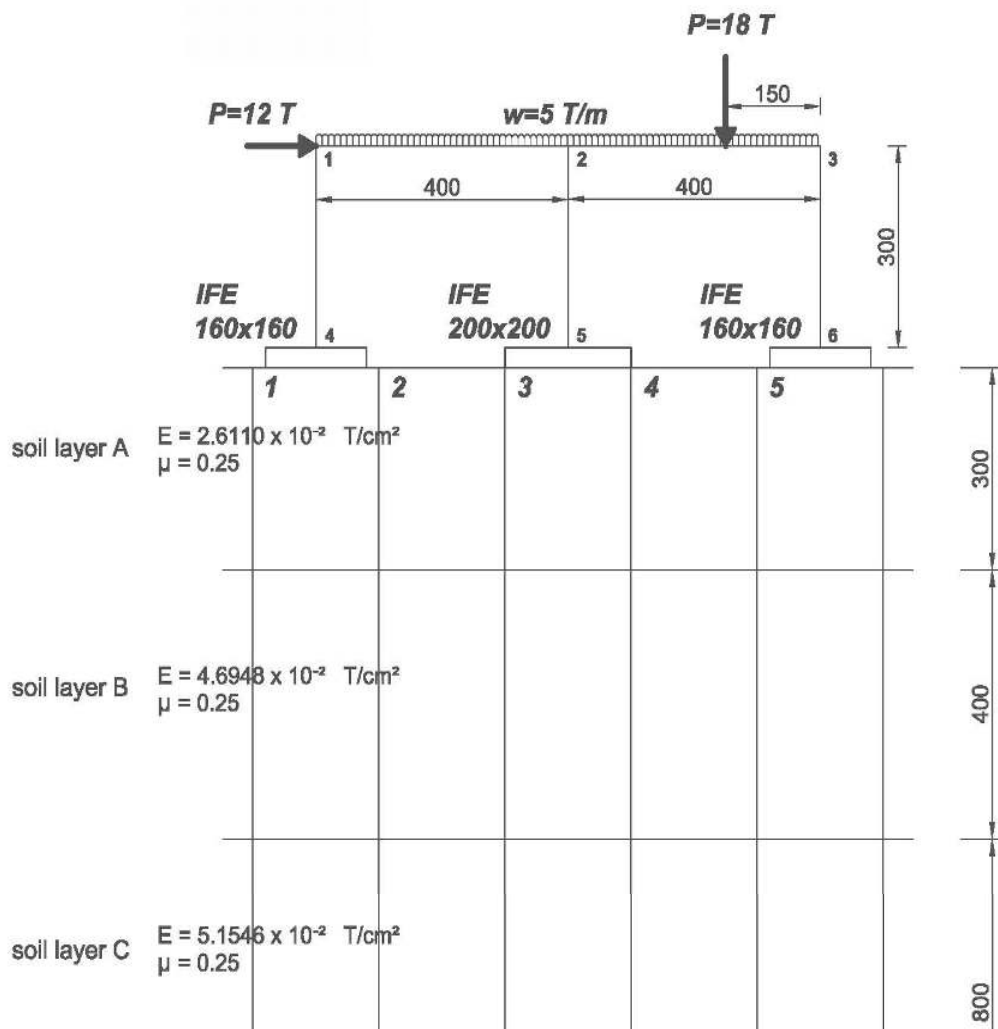 P=18 T
150
P=12 T
w=5 T/m
1
2
3
400
400
300
IFE
160x160
4
IFE
200x200
5
IFE
160x160
6
1
2
3
4
5
soil layer A
E = 2.6110 x 10⁻² T/cm²
μ = 0.25
300
soil layer B
E = 4.6948 x 10⁻² T/cm²
μ = 0.25
400
soil layer C
E = 5.1546 x 10⁻² T/cm²
μ = 0.25
800